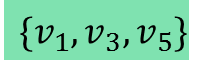 {v₁, v₃, v₅}